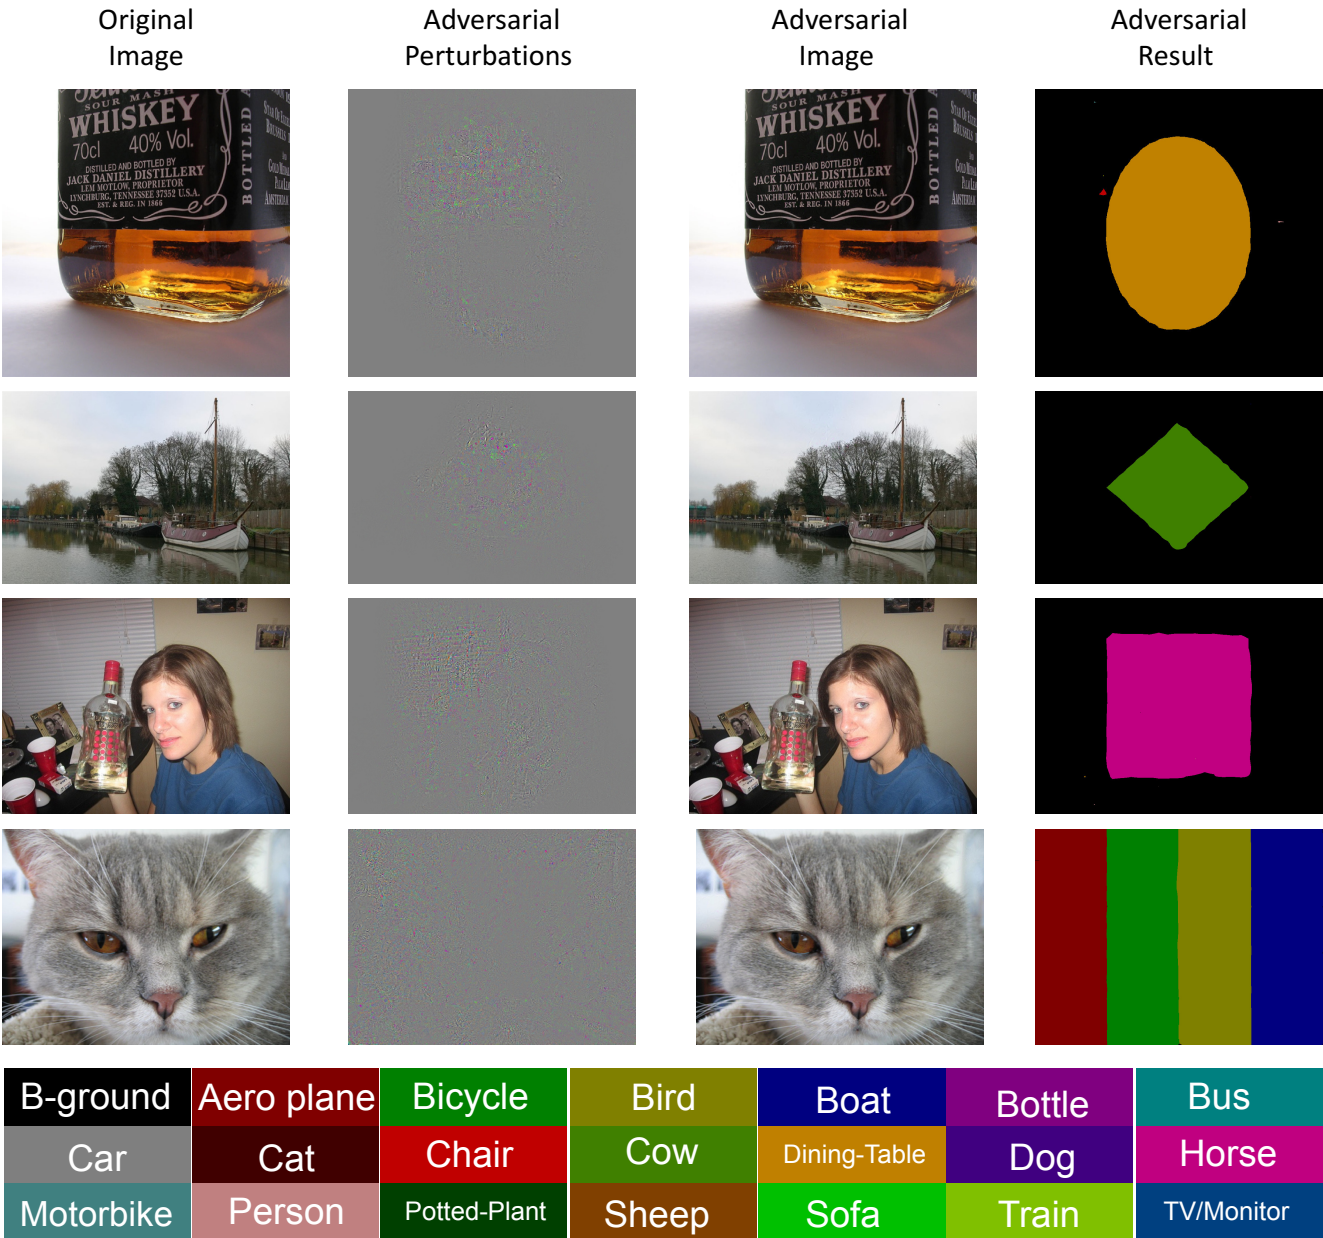 Original
Image
Adversarial
Perturbations
Adversarial
Image
Adversarial
Result
SOUR MASH
WHISKEY
70cl 40% Vol.
DISTILLED AND BOTTLED BY
JACK DANIEL DISTILLERY
LEM MOTLOW, PROPRIETOR
LYNCHBURG, TENNESSEE 37352 U.S.A.
EST. & REG. IN 1866
BOTTLED
SOUR MASH
WHISKEY
70cl 40% Vol.
DISTILLED AND BOTTLED BY
JACK DANIEL DISTILLERY
LEM MOTLOW, PROPRIETOR
LYNCHBURG, TENNESSEE 37352 U.S.A.
EST. & REG. IN 1866
BOTTLED
B-ground Aero plane Bicycle Bird Boat Bottle Bus
Car Cat Chair Cow Dining-Table Dog Horse
Motorbike Person Potted-Plant Sheep Sofa Train TV/Monitor